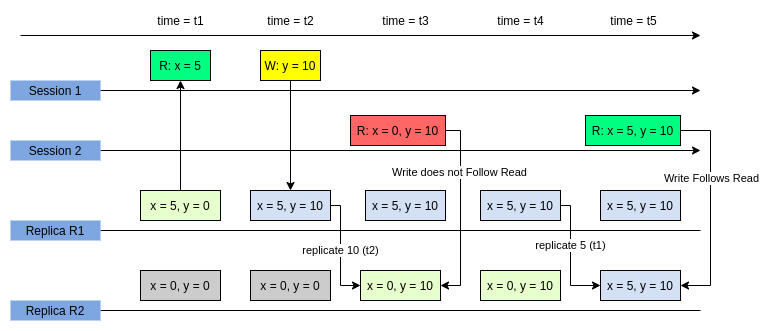 time = t1
time = t2
time = t3
time = t4
time = t5
R: x = 5
W: y = 10
Session 1
R: x = 0, y = 10
R: x = 5, y = 10
Session 2
Write does not Follow Read
Write Follows Read
x = 5, y = 0
x = 5, y = 10
x = 5, y = 10
x = 5, y = 10
x = 5, y = 10
Replica R1
replicate 10 (t2)
replicate 5 (t1)
x = 0, y = 0
x = 0, y = 0
x = 0, y = 10
x = 0, y = 10
x = 5, y = 10
Replica R2